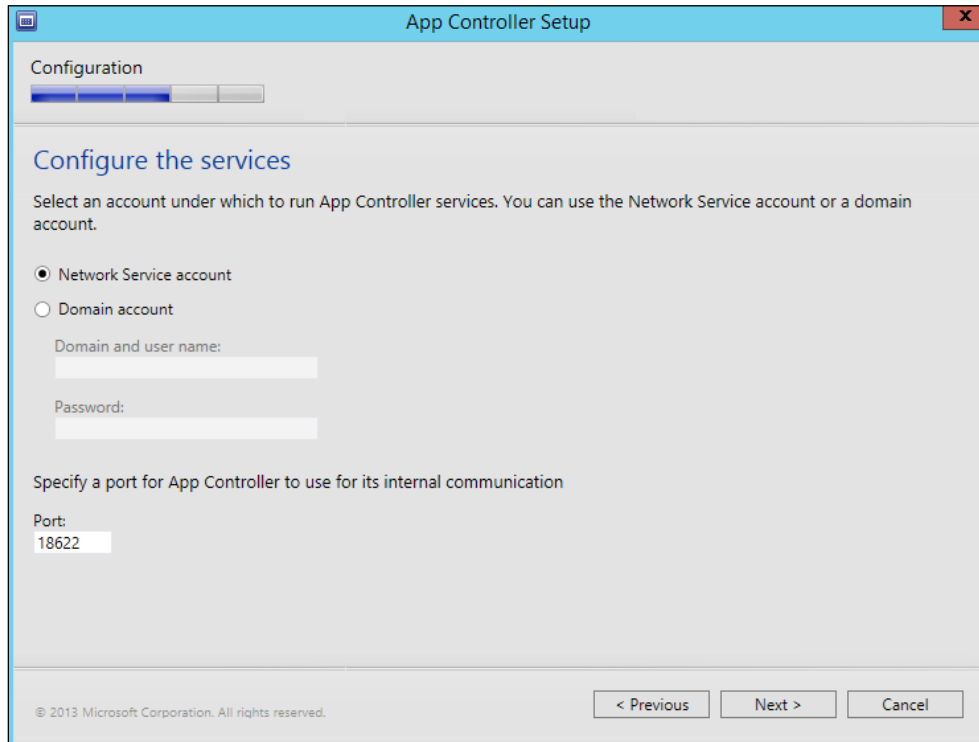 App Controller Setup
x
Configuration
Configure the services
Select an account under which to run App Controller services. You can use the Network Service account or a domain
account.
Network Service account
Domain account
Domain and user name:
Password:
Specify a port for App Controller to use for its internal communication
Port:
18622
© 2013 Microsoft Corporation. All rights reserved.
< Previous
Next >
Cancel